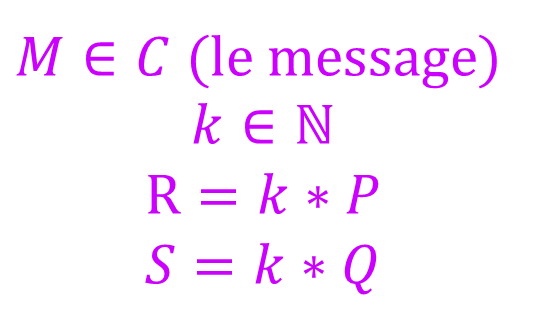 M ∈ C (le message)
k ∈ ℕ
R = k ∗ P
S = k ∗ Q